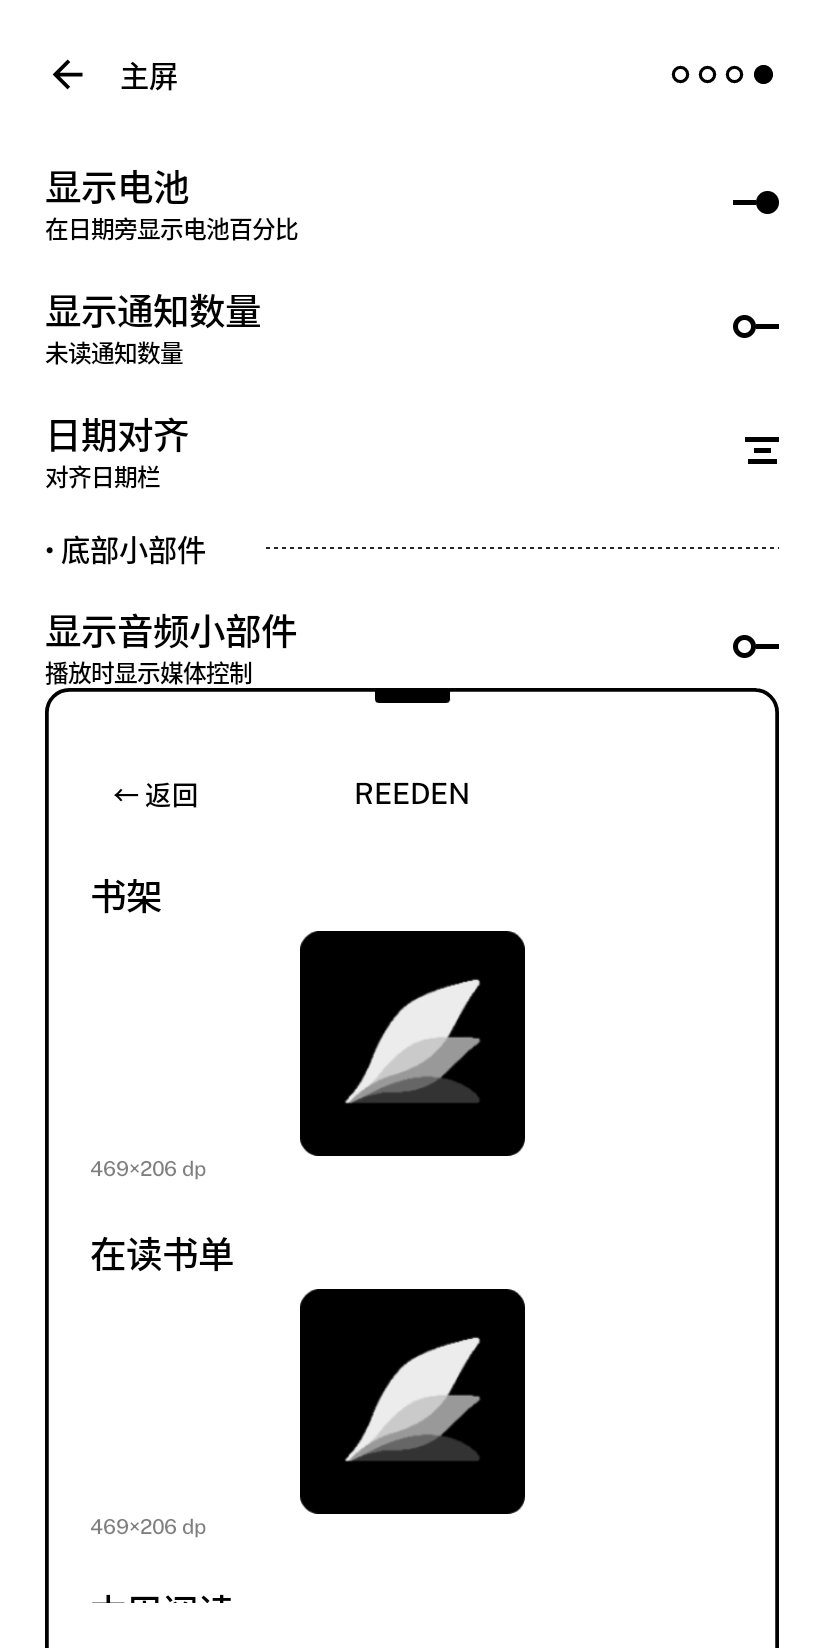 主屏
显示电池
在日期旁显示电池百分比
显示通知数量
未读通知数量
日期对齐
对齐日期栏
• 底部小部件
显示音频小部件
播放时显示媒体控制
← 返回
REEDEN
书架
469×206 dp
在读书单
469×206 dp